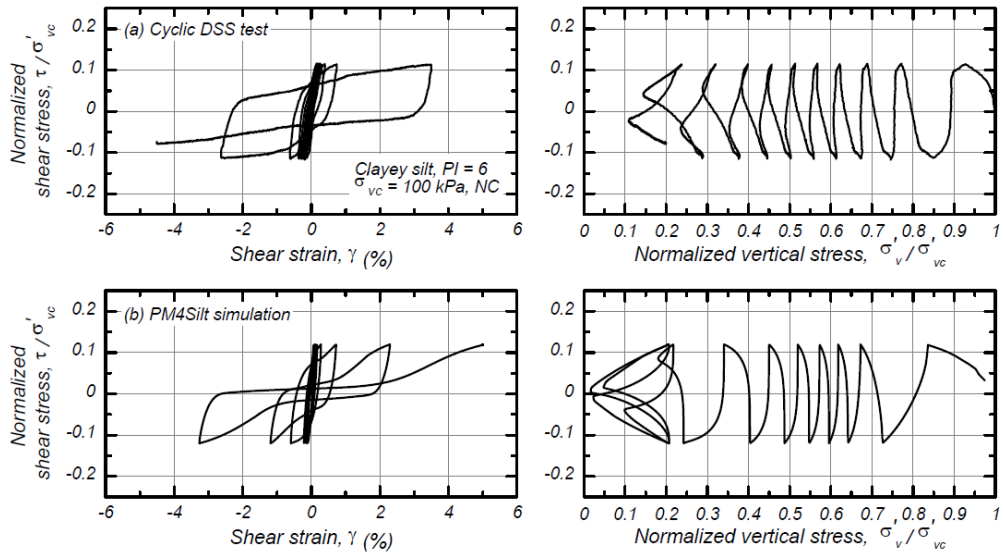 (a) Cyclic DSS test
Normalized
shear stress, τ/σ'vc
0.2
0.1
0
-0.1
-0.2
Clayey silt, PI = 6
σ'vc = 100 kPa, NC
-6 -4 -2 0 2 4 6
Shear strain, γ (%)
0.2
0.1
0
-0.1
-0.2
0 0.1 0.2 0.3 0.4 0.5 0.6 0.7 0.8 0.9 1
Normalized vertical stress, σ'v/σ'vc
(b) PM4Silt simulation
Normalized
shear stress, τ/σ'vc
0.2
0.1
0
-0.1
-0.2
-6 -4 -2 0 2 4 6
Shear strain, γ (%)
0.2
0.1
0
-0.1
-0.2
0 0.1 0.2 0.3 0.4 0.5 0.6 0.7 0.8 0.9 1
Normalized vertical stress, σ'v/σ'vc